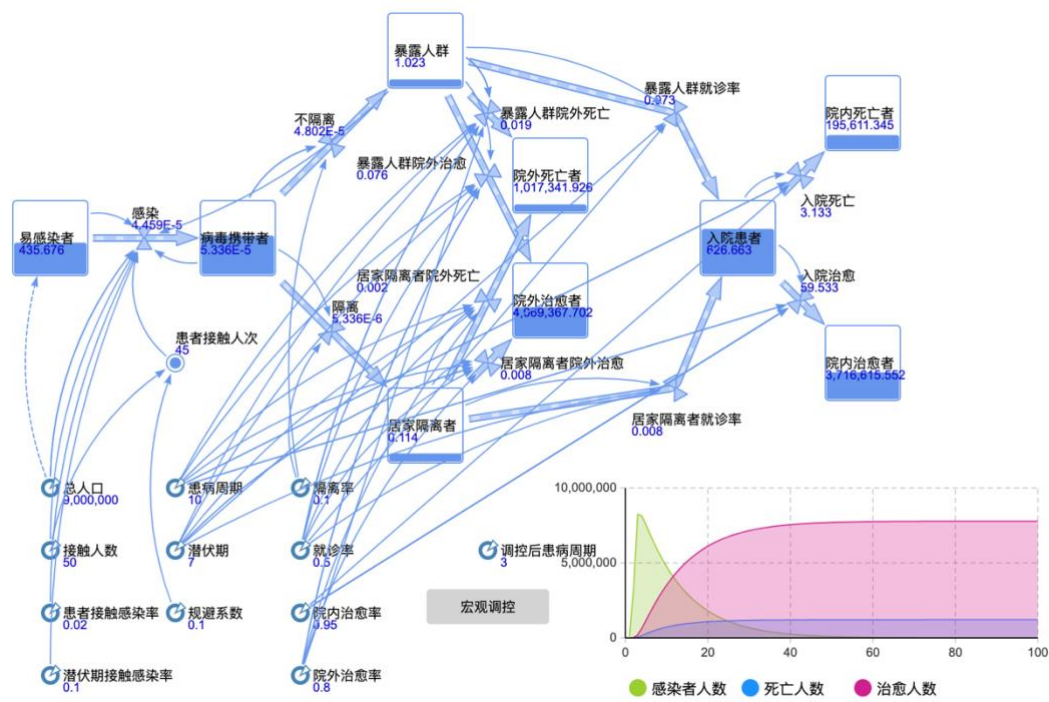 暴露人群
1.023
暴露人群就诊率
0.973
院内死亡者
195,611.345
不隔离
4.802E-5
暴露人群院外死亡
0.019
暴露人群院外治愈
0.076
院外死亡者
1,017,341.926
入院死亡
3.133
感染
4.459E-5
易感染者
435.676
病毒携带者
5.336E-5
入院患者
626.663
居家隔离者院外死亡
0.002
入院治愈
59.533
隔离
5.336E-6
院外治愈者
4,069,367.702
患者接触人次
45
居家隔离者院外治愈
0.008
院内治愈者
3,716,615.552
居家隔离者
0.114
居家隔离者就诊率
0.008
总人口
9,000,000
患病周期
10
隔离率
0.1
接触人数
50
潜伏期
7
就诊率
0.5
调控后患病周期
3
患者接触感染率
0.02
规避系数
0.1
院内治愈率
0.95
宏观调控
潜伏期接触感染率
0.1
院外治愈率
0.8
10,000,000
5,000,000
0
0 20 40 60 80 100
感染者人数 死亡人数 治愈人数